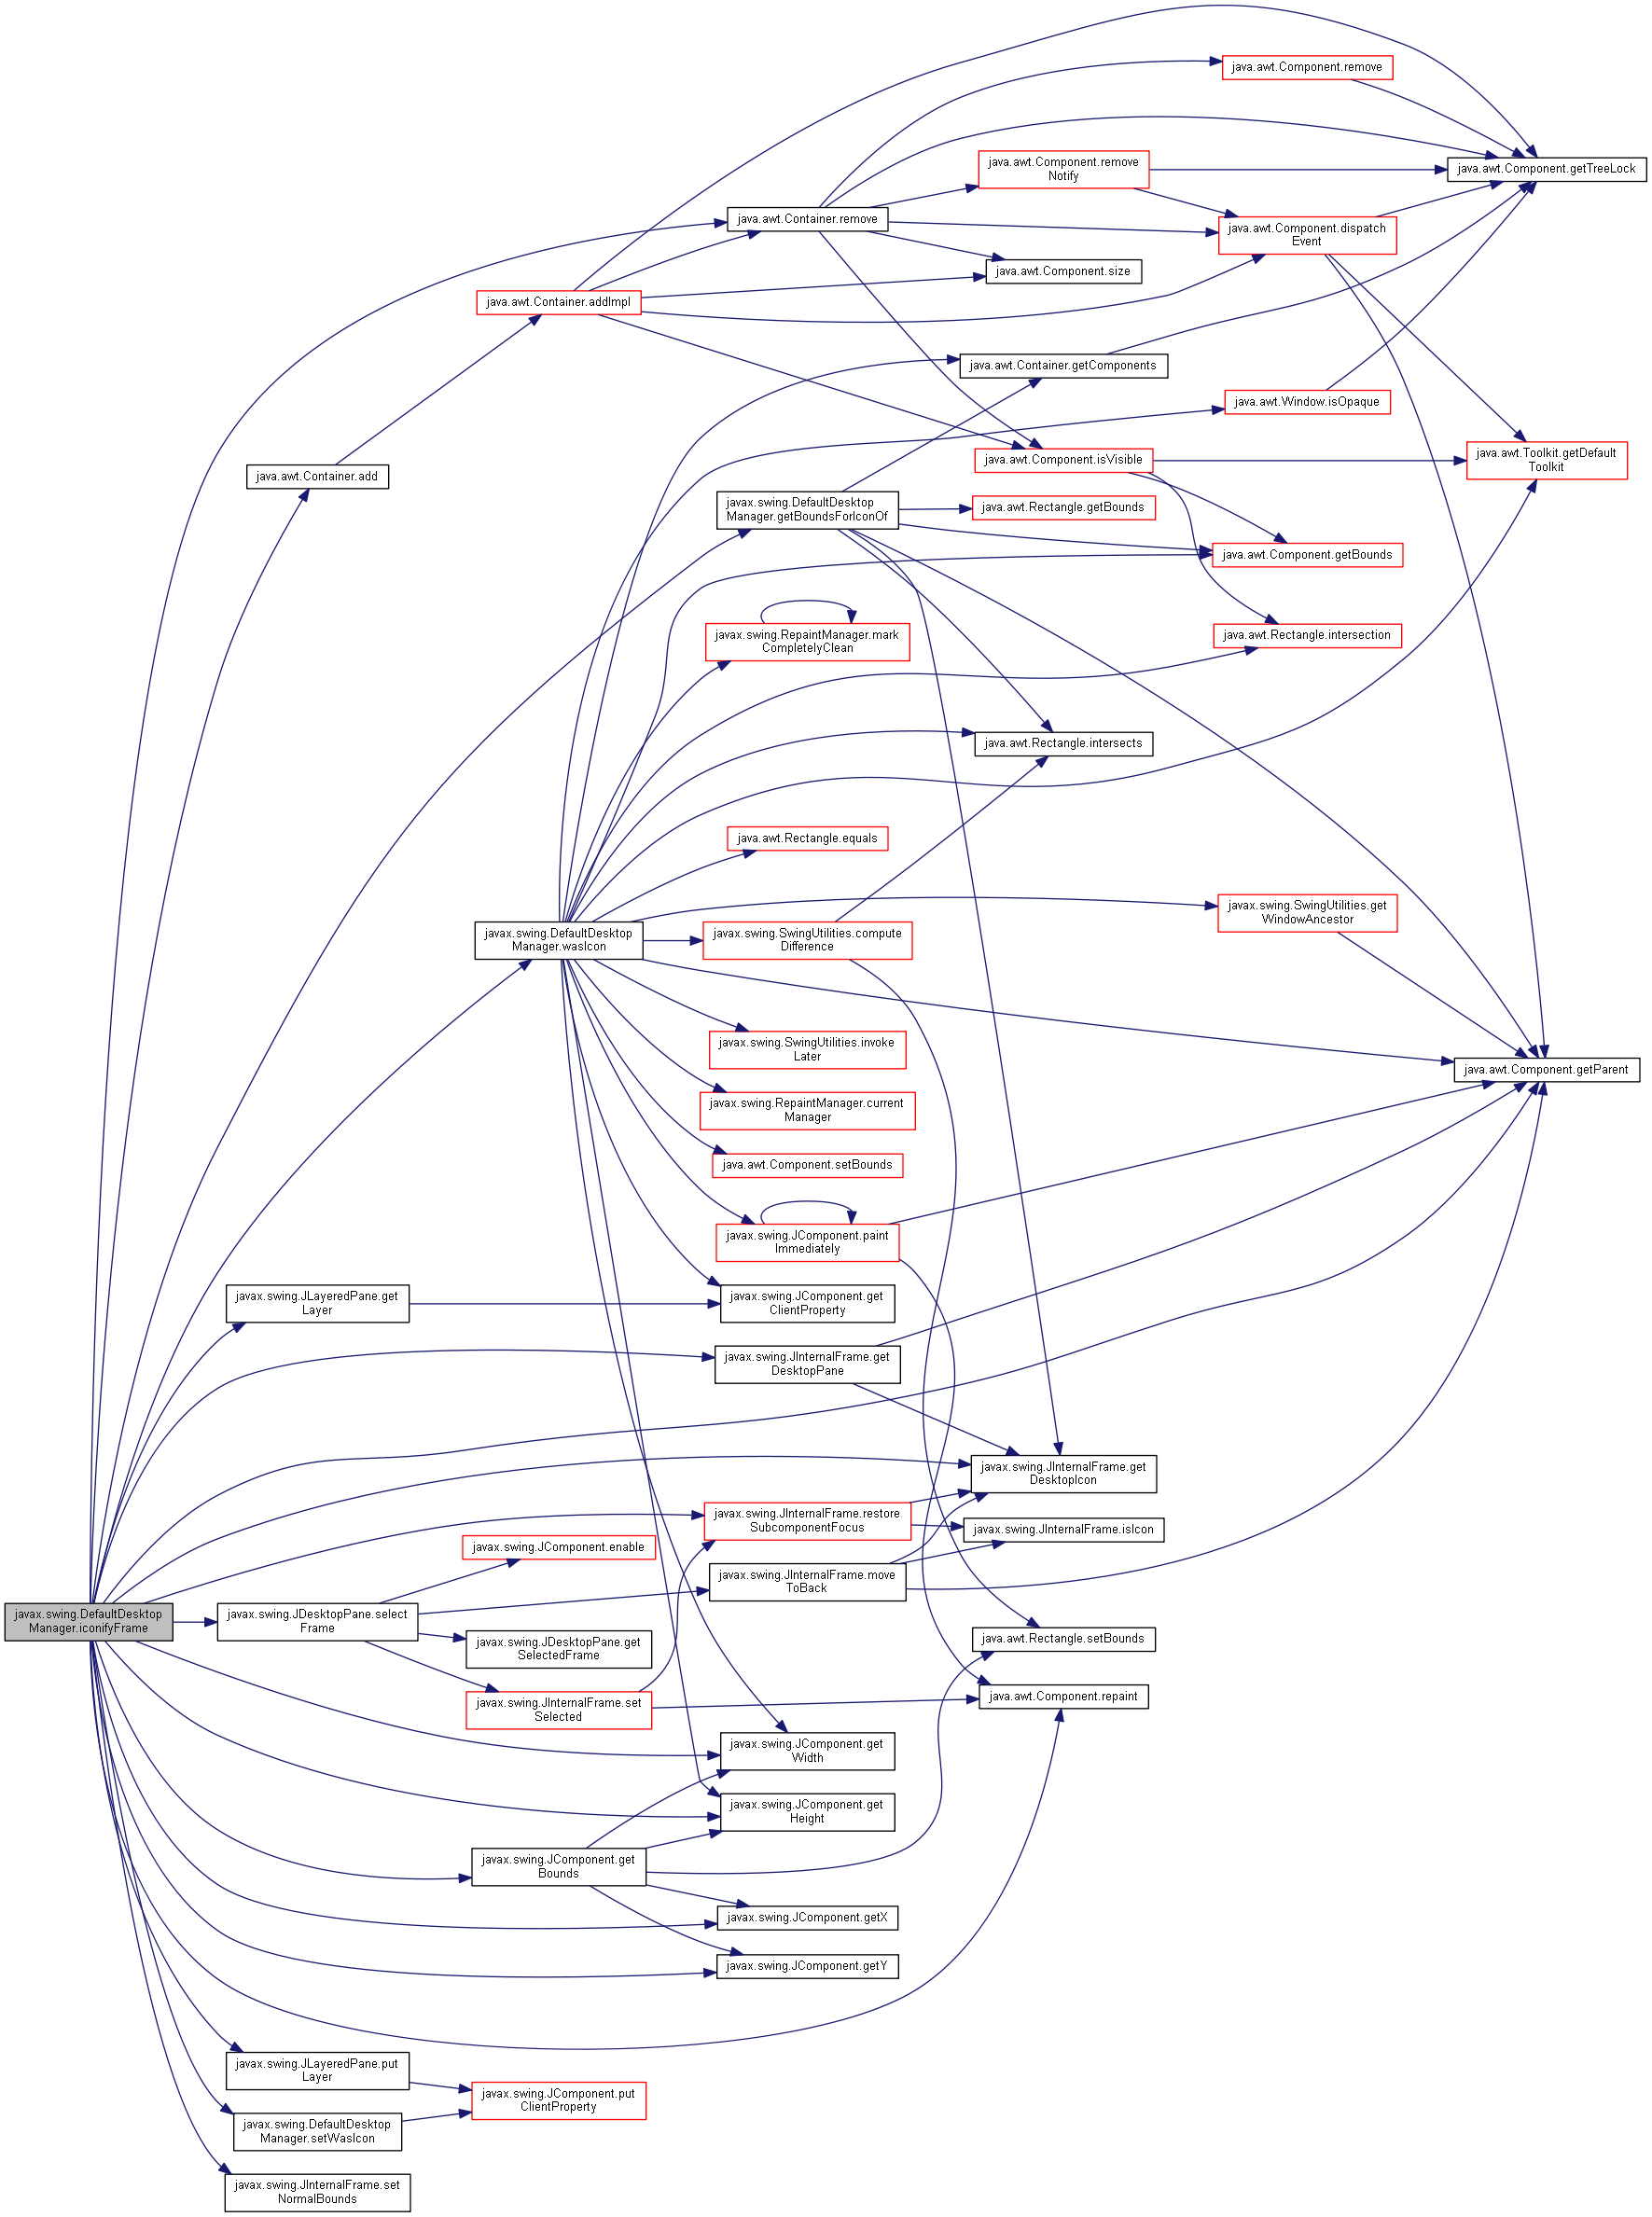 java.awt.Component.remove
java.awt.Component.remove
Notify
java.awt.Component.getTreeLock
java.awt.Container.remove
java.awt.Component.dispatch
Event
java.awt.Component.size
java.awt.Container.addImpl
java.awt.Container.getComponents
java.awt.Window.isOpaque
java.awt.Container.add
java.awt.Component.isVisible
java.awt.Toolkit.getDefault
Toolkit
javax.swing.DefaultDesktop
Manager.getBoundsForIconOf
java.awt.Rectangle.getBounds
java.awt.Component.getBounds
javax.swing.RepaintManager.mark
CompletelyClean
java.awt.Rectangle.intersection
java.awt.Rectangle.intersects
java.awt.Rectangle.equals
javax.swing.SwingUtilities.get
WindowAncestor
javax.swing.DefaultDesktop
Manager.wasIcon
javax.swing.SwingUtilities.compute
Difference
javax.swing.SwingUtilities.invoke
Later
java.awt.Component.getParent
javax.swing.RepaintManager.current
Manager
java.awt.Component.setBounds
javax.swing.JComponent.paint
Immediately
javax.swing.JLayeredPane.get
Layer
javax.swing.JComponent.get
ClientProperty
javax.swing.JInternalFrame.get
DesktopPane
javax.swing.JInternalFrame.get
DesktopIcon
javax.swing.JInternalFrame.restore
SubcomponentFocus
javax.swing.JInternalFrame.isIcon
javax.swing.JComponent.enable
javax.swing.JInternalFrame.move
ToBack
javax.swing.DefaultDesktop
Manager.iconifyFrame
javax.swing.JDesktopPane.select
Frame
javax.swing.JDesktopPane.get
SelectedFrame
java.awt.Rectangle.setBounds
javax.swing.JInternalFrame.set
Selected
java.awt.Component.repaint
javax.swing.JComponent.get
Width
javax.swing.JComponent.get
Height
javax.swing.JComponent.get
Bounds
javax.swing.JComponent.getX
javax.swing.JComponent.getY
javax.swing.JLayeredPane.put
Layer
javax.swing.JComponent.put
ClientProperty
javax.swing.DefaultDesktop
Manager.setWasIcon
javax.swing.JInternalFrame.set
NormalBounds